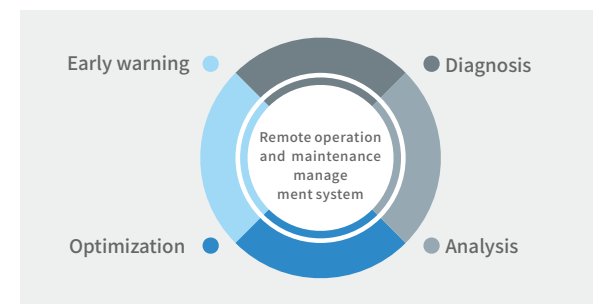 Early warning
Diagnosis
Remote operation
and maintenance
manage
ment system
Optimization
Analysis